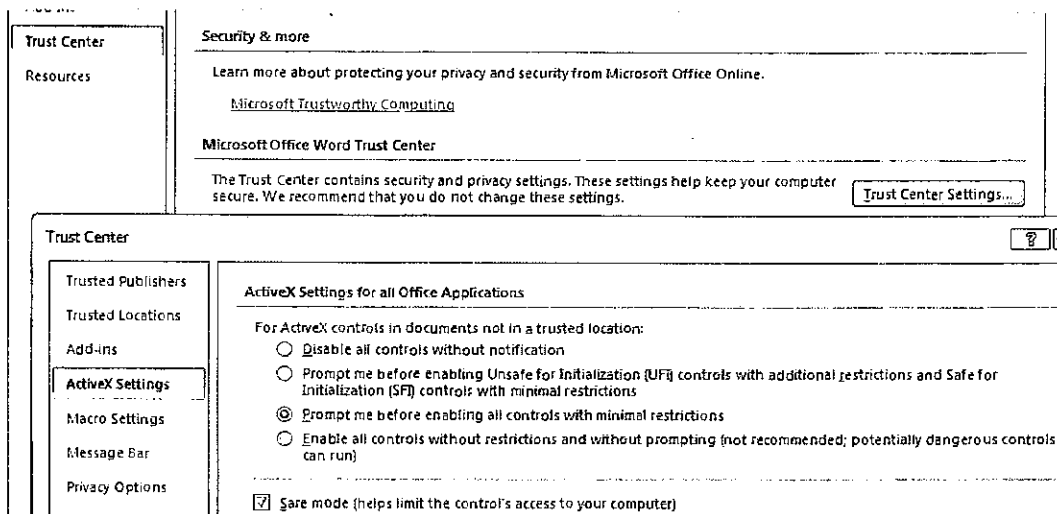 Trust Center
Resources
Security & more
Learn more about protecting your privacy and security from Microsoft Office Online.
Microsoft Trustworthy Computing
Microsoft Office Word Trust Center
The Trust Center contains security and privacy settings. These settings help keep your computer
secure. We recommend that you do not change these settings.
Trust Center Settings...
Trust Center
?
Trusted Publishers
Trusted Locations
Add-ins
ActiveX Settings
Macro Settings
Message Bar
Privacy Options
ActiveX Settings for all Office Applications
For ActiveX controls in documents not in a trusted location:
Disable all controls without notification
Prompt me before enabling Unsafe for Initialization (UFI) controls with additional restrictions and Safe for
Initialization (SFI) controls with minimal restrictions
Prompt me before enabling all controls with minimal restrictions
Enable all controls without restrictions and without prompting (not recommended; potentially dangerous controls
can run)
Sare mode (helps limit the control's access to your computer)